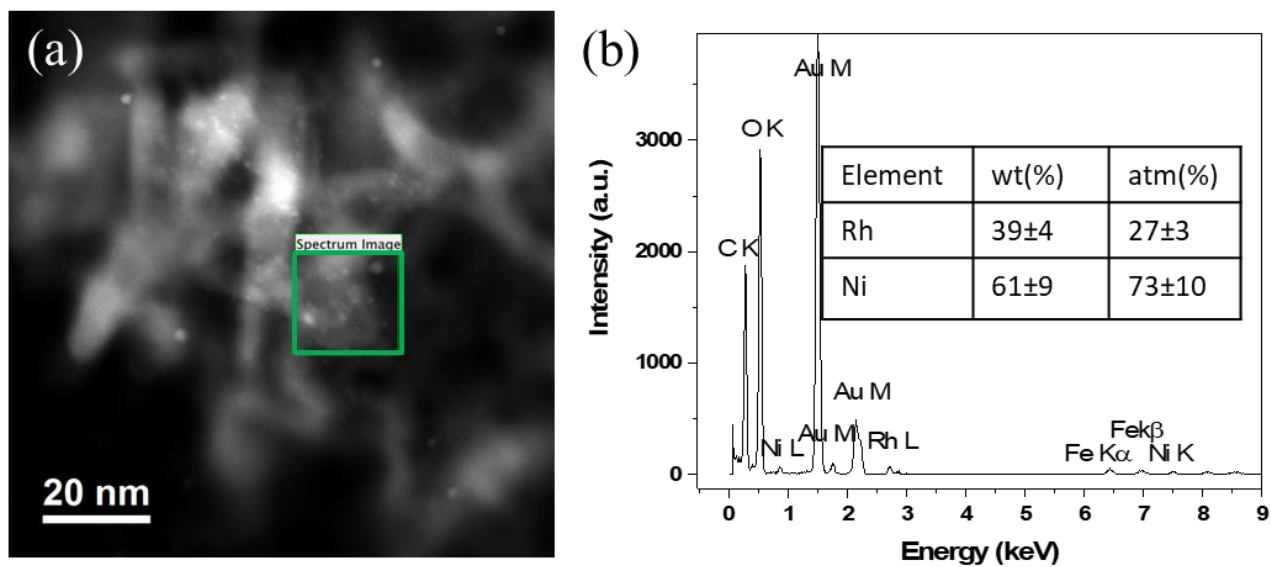 (a)
Spectrum Image
20 nm
(b)
Intensity (a.u.)
3000
2000
1000
0
C K
O K
Au M
Ni L
Au M
Au M
Rh L
Fe Kα
Fekβ
Ni K
Element wt(%) atm(%)
Rh 39±4 27±3
Ni 61±9 73±10
0 1 2 3 4 5 6 7 8 9
Energy (keV)